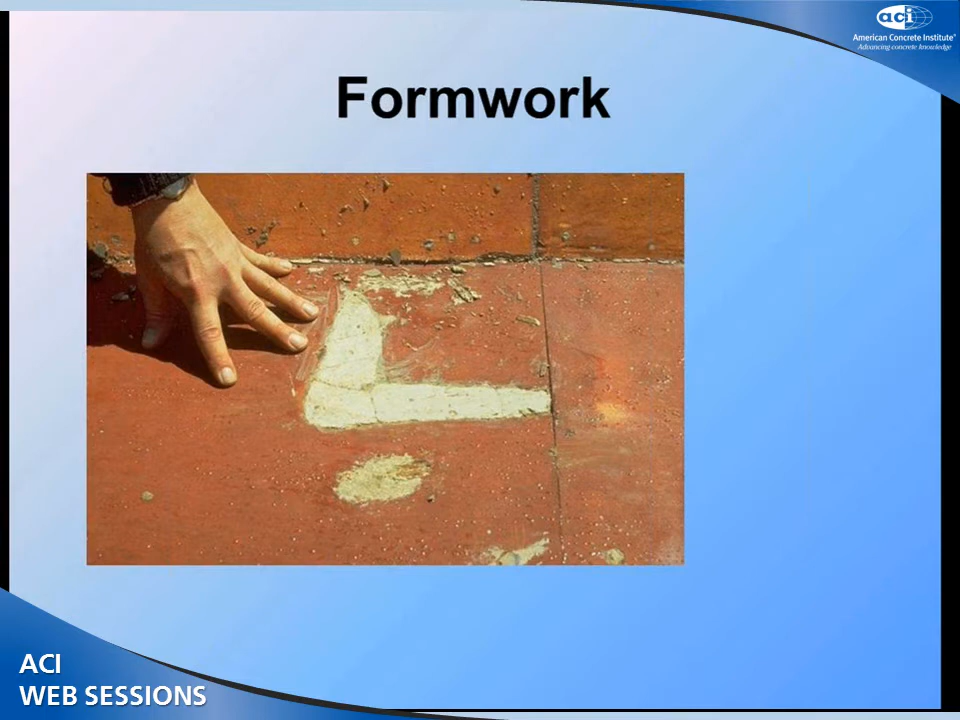 aci
American Concrete Institute®
Advancing concrete knowledge
Formwork
ACI
WEB SESSIONS